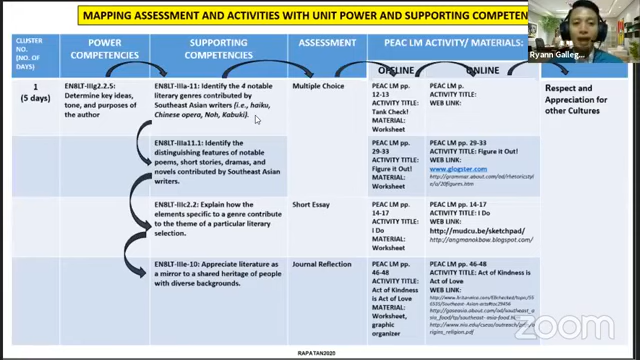 MAPPING ASSESSMENT AND ACTIVITIES WITH UNIT POWER AND SUPPORTING COMPETEN
Ryann Galleg...
CLUSTER
NO.
(NO. OF
DAYS)
POWER
COMPETENCIES
SUPPORTING
COMPETENCIES
ASSESSMENT
PEAC LM ACTIVITY/ MATERIALS:
OFFLINE
ONLINE
1
(5 days)
EN8LT-IIIg2.2.5:
Determine key ideas,
tone, and purposes of
the author
EN8LT-IIIa-11: Identify the 4 notable
literary genres contributed by
Southeast Asian writers (i.e., haiku,
Chinese opera, Noh, Kabuki).
Multiple Choice
PEAC LM pp.
12-13
ACTIVITY TITLE:
Tank Check!
MATERIAL:
Worksheet
PEAC LM p.
ACTIVITY TITLE:
WEB LINK:
Respect and
Appreciation for
other Cultures
EN8LT-IIIa11.1: Identify the
distinguishing features of notable
poems, short stories, dramas, and
novels contributed by Southeast Asian
writers.
PEAC LM pp.
29-33
ACTIVITY TITLE:
Figure it Out!
MATERIAL:
Worksheet
PEAC LM pp. 29-33
ACTIVITY TITLE: Figure it Out!
WEB LINK:
www.glogster.com
EN8LT-IIIc2.2: Explain how the
elements specific to a genre contribute
to the theme of a particular literary
selection.
Short Essay
PEAC LM pp.
14-17
ACTIVITY TITLE:
I Do
MATERIAL:
Worksheet
PEAC LM pp. 14-17
ACTIVITY TITLE: I Do
WEB LINK:
http://mudcu.be/sketchpad/
http://angmanokbow.blogspot.com/
EN8LT-IIIe-10: Appreciate literature as
a mirror to a shared heritage of people
with diverse backgrounds.
Journal Reflection
PEAC LM pp.
46-48
ACTIVITY TITLE:
Act of Kindness
is Act of Love
MATERIAL:
Worksheet,
graphic
organizer
PEAC LM pp. 46-48
ACTIVITY TITLE: Act of Kindness
is Act of Love
WEB LINK:
zoom
RAPATAN2020